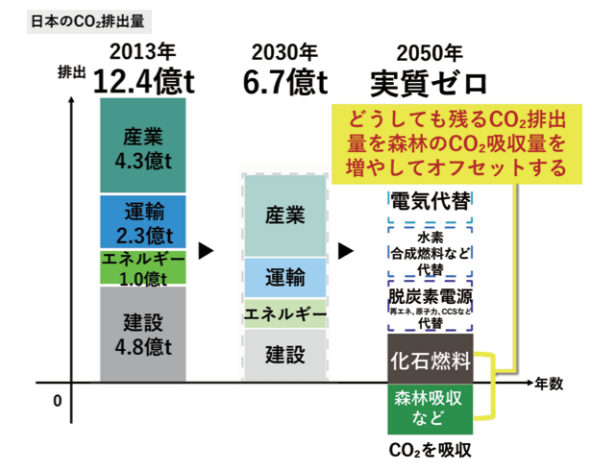 日本のCO₂排出量
2013年
12.4億t
2030年
6.7億t
2050年
実質ゼロ
排出
どうしても残るCO₂排出
量を森林のCO₂吸収量を
増やしてオフセットする
産業
4.3億t
運輸
2.3億t
エネルギー
1.0億t
建設
4.8億t
産業
運輸
エネルギー
建設
電気代替
水素
合成燃料など
代替
脱炭素電源
再エネ、原子力、CCSなど
代替
化石燃料
森林吸収
など
CO₂を吸収
0
年数